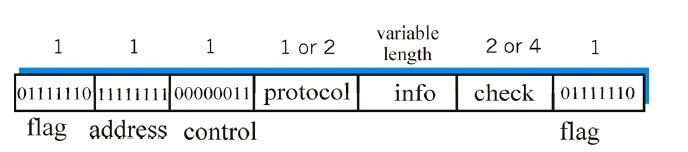 variable
1 1 1 1 or 2 length 2 or 4 1
01111110 11111111 00000011 protocol info check 01111110
flag address control flag